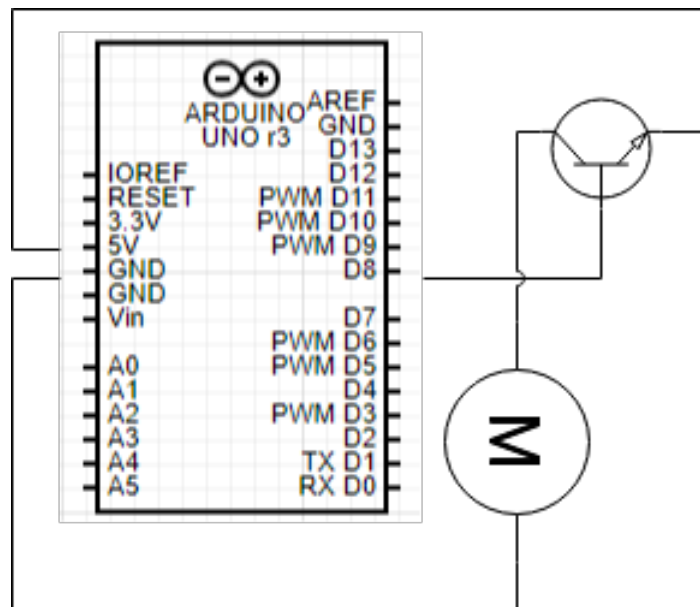 ARDUINO
UNO r3
AREF
GND
D13
IOREF
D12
RESET
PWM D11
3.3V
PWM D10
5V
PWM D9
GND
D8
GND
Vin
D7
PWM D6
A0
PWM D5
A1
D4
A2
PWM D3
A3
D2
A4
TX D1
A5
RX D0
M